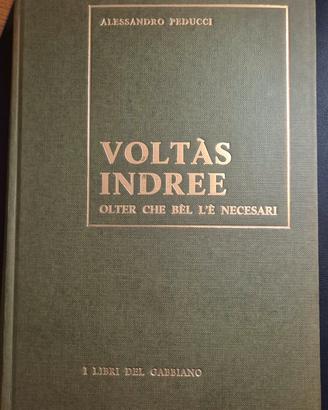 ALESSANDRO PEDUCCI
VOLTÀS
INDREE
OLTER CHE BÈL L'È NECESARI
I LIBRI DEL GABBIANO